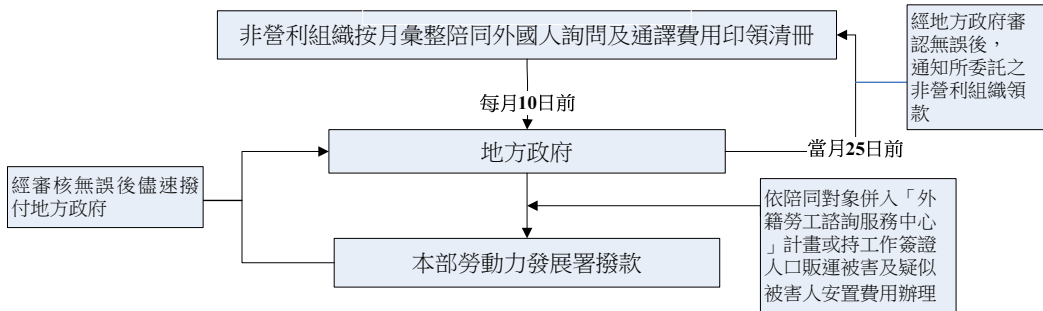 非營利組織按月彙整陪同外國人詢問及通譯費用印領清冊
經地方政府審
認無誤後，
通知所委託之
非營利組織領
款
每月10日前
地方政府
當月25日前
經審核無誤後儘速撥
付地方政府
依陪同對象併入「外
籍勞工諮詢服務中心
」計畫或持工作簽證
人口販運被害及疑似
被害人安置費用辦理
本部勞動力發展署撥款